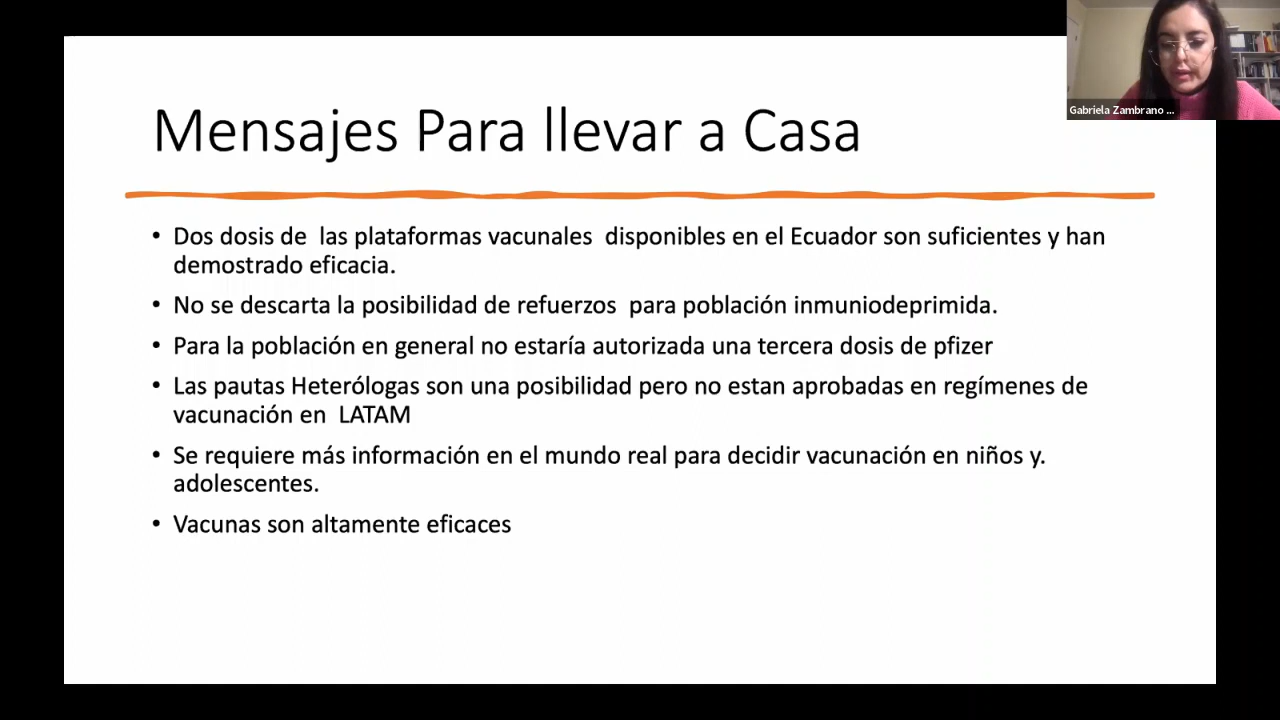 Gabriela Zambrano ...
Mensajes Para llevar a Casa
• Dos dosis de  las plataformas vacunales  disponibles en el Ecuador son suficientes y han
demostrado eficacia.
• No se descarta la posibilidad de refuerzos  para población inmuniodeprimida.
• Para la población en general no estaría autorizada una tercera dosis de pfizer
• Las pautas Heterólogas son una posibilidad pero no estan aprobadas en regímenes de
vacunación en  LATAM
• Se requiere más información en el mundo real para decidir vacunación en niños y.
adolescentes.
• Vacunas son altamente eficaces